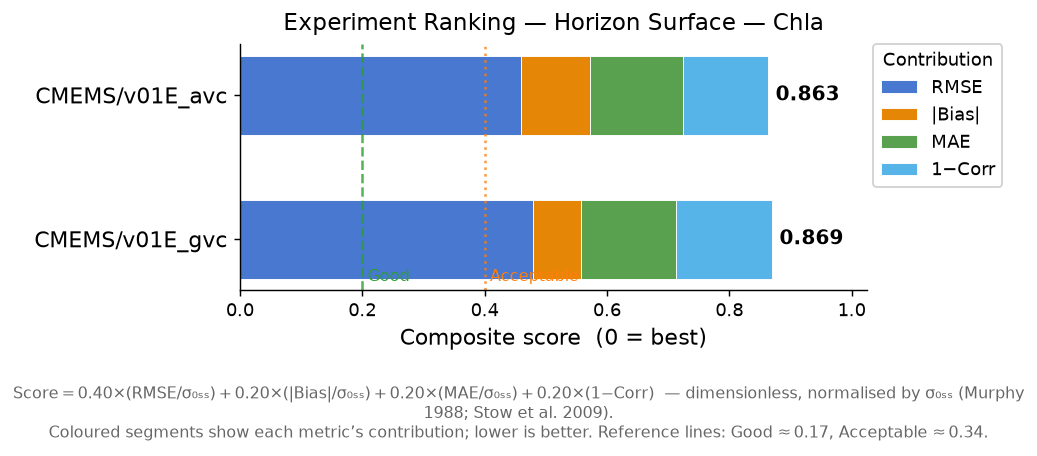 Experiment Ranking — Horizon Surface — Chla
CMEMS/v01E_avc
0.863
CMEMS/v01E_gvc
0.869
Good
Acceptable
0.0 0.2 0.4 0.6 0.8 1.0
Composite score (0 = best)
Contribution
RMSE
|Bias|
MAE
1−Corr
Score = 0.40×(RMSE/σ₀ₛₛ) + 0.20×(|Bias|/σ₀ₛₛ) + 0.20×(MAE/σ₀ₛₛ) + 0.20×(1−Corr) — dimensionless, normalised by σ₀ₛₛ (Murphy
1988; Stow et al. 2009).
Coloured segments show each metric’s contribution; lower is better. Reference lines: Good ≈ 0.17, Acceptable ≈ 0.34.